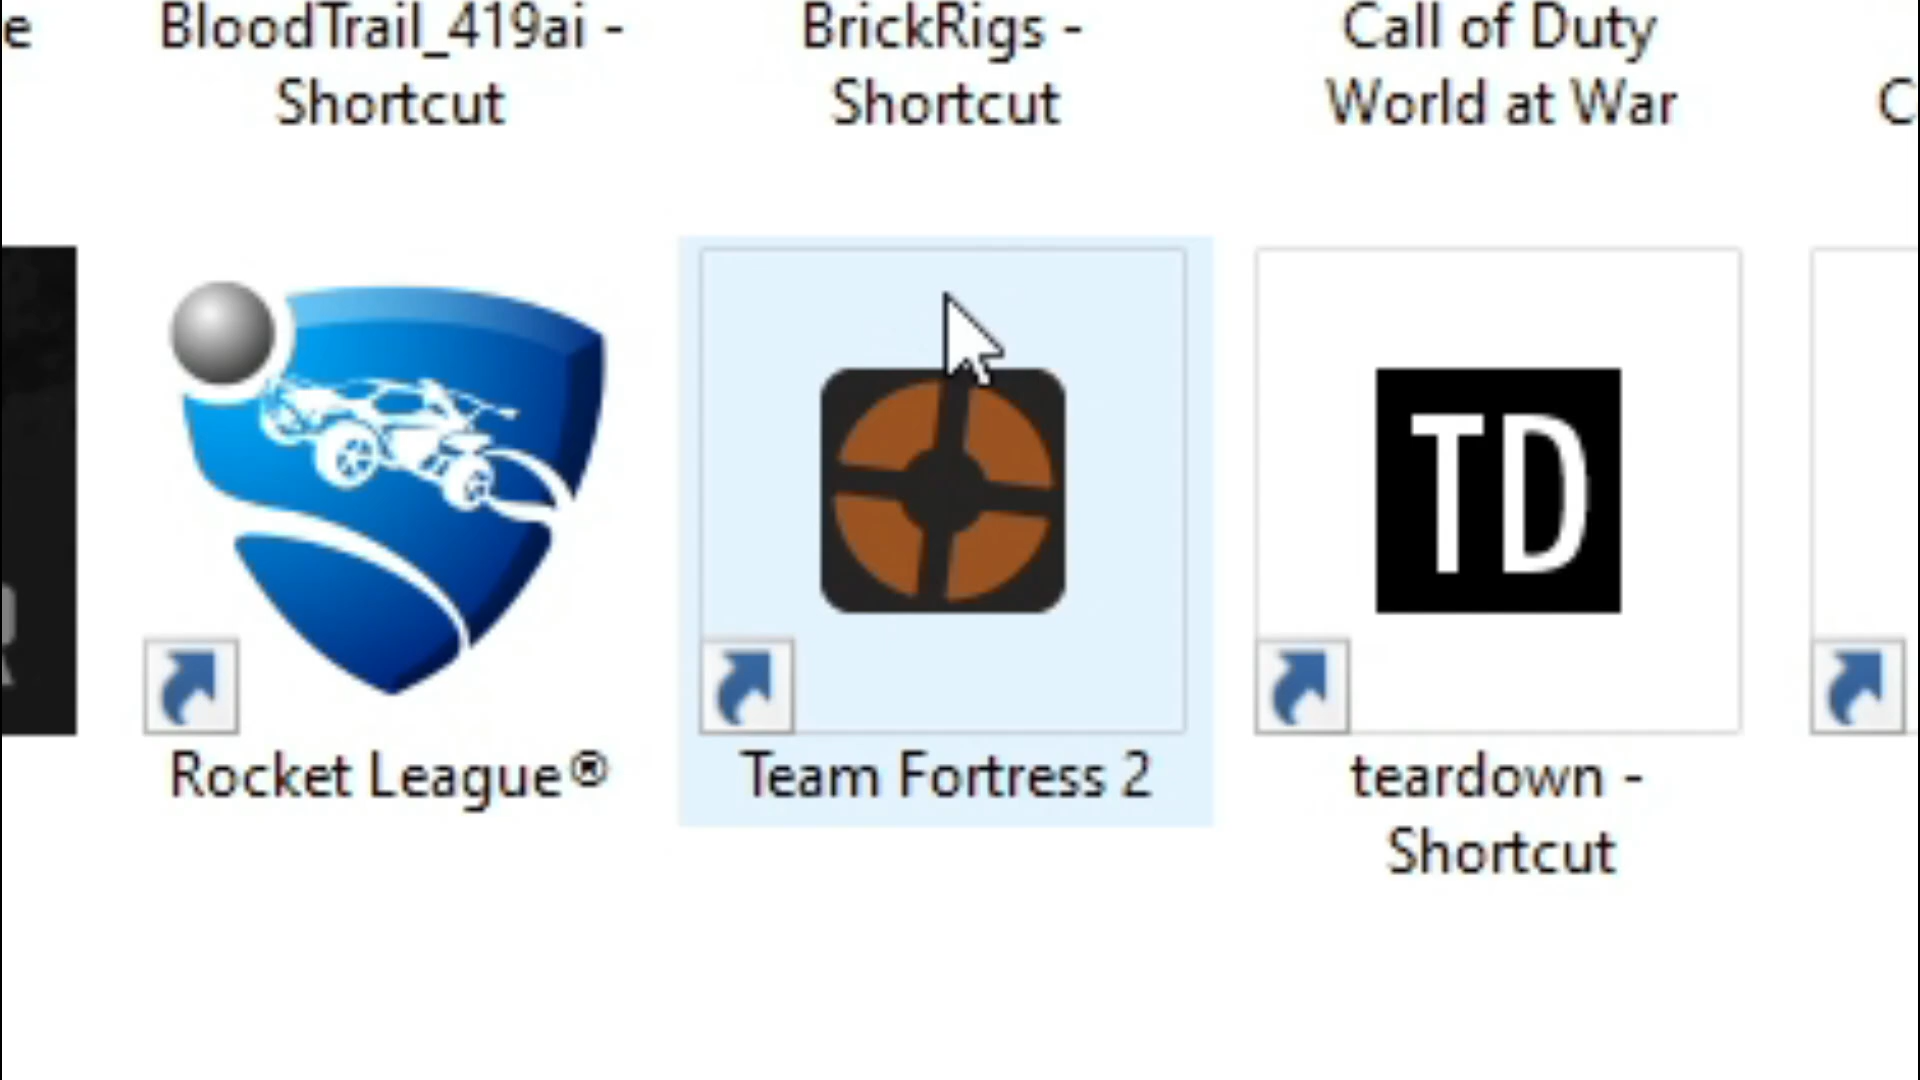 e
BloodTrail_419ai -
Shortcut
BrickRigs -
Shortcut
Call of Duty
World at War
C
TD
Rocket League®
Team Fortress 2
teardown -
Shortcut